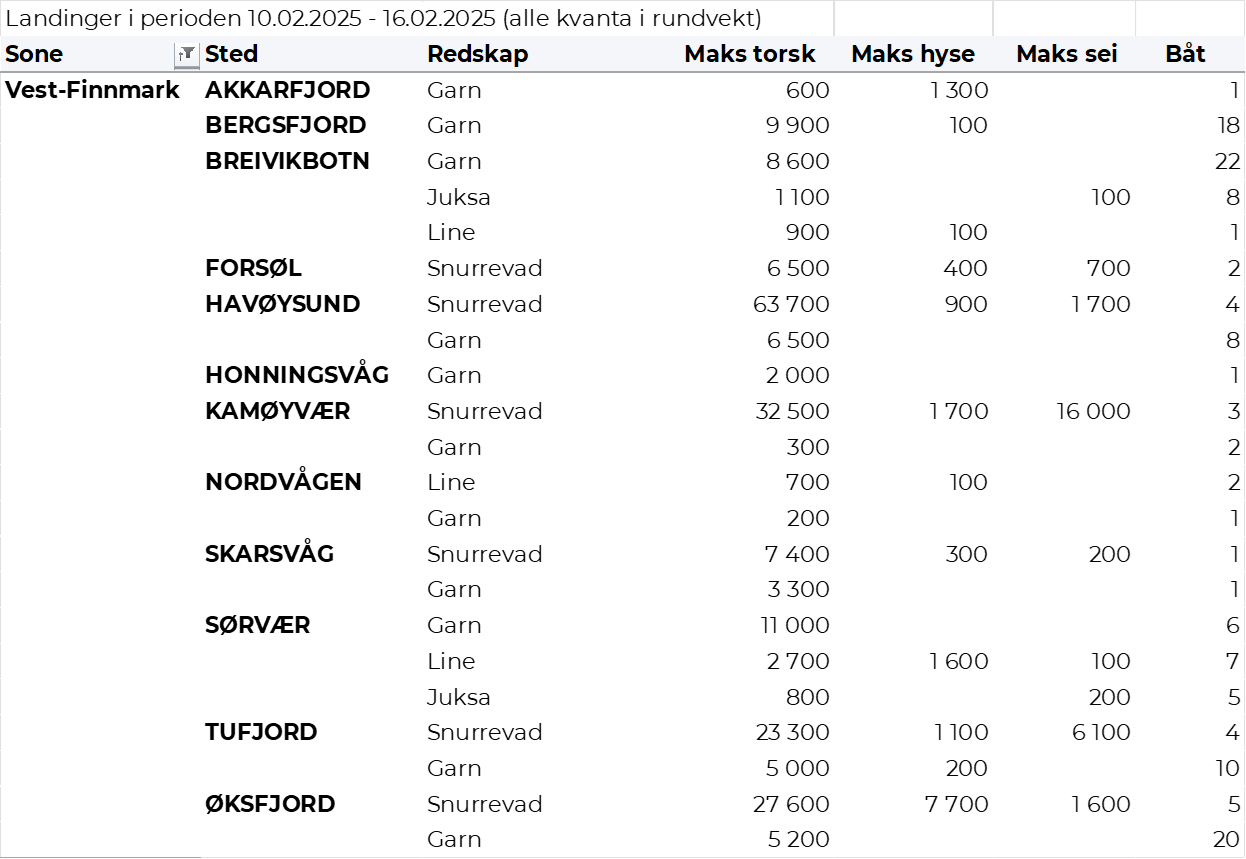 Landinger i perioden 10.02.2025 - 16.02.2025 (alle kvanta i rundvekt)
Sone Sted Redskap Maks torsk Maks hyse Maks sei Båt
Vest-Finnmark AKKARFJORD Garn 600 1 300 1
BERGSFJORD Garn 9 900 100 18
BREIVIKBOTN Garn 8 600 22
Juksa 1 100 100 8
Line 900 100 1
FORSØL Snurrevad 6 500 400 700 2
HAVØYSUND Snurrevad 63 700 900 1 700 4
Garn 6 500 8
HONNINGSVÅG Garn 2 000 1
KAMØYVÆR Snurrevad 32 500 1 700 16 000 3
Garn 300 2
NORDVÅGEN Line 700 100 2
Garn 200 1
SKARSVÅG Snurrevad 7 400 300 200 1
Garn 3 300 1
SØRVÆR Garn 11 000 6
Line 2 700 1 600 100 7
Juksa 800 200 5
TUFJORD Snurrevad 23 300 1 100 6 100 4
Garn 5 000 200 10
ØKSFJORD Snurrevad 27 600 7 700 1 600 5
Garn 5 200 20